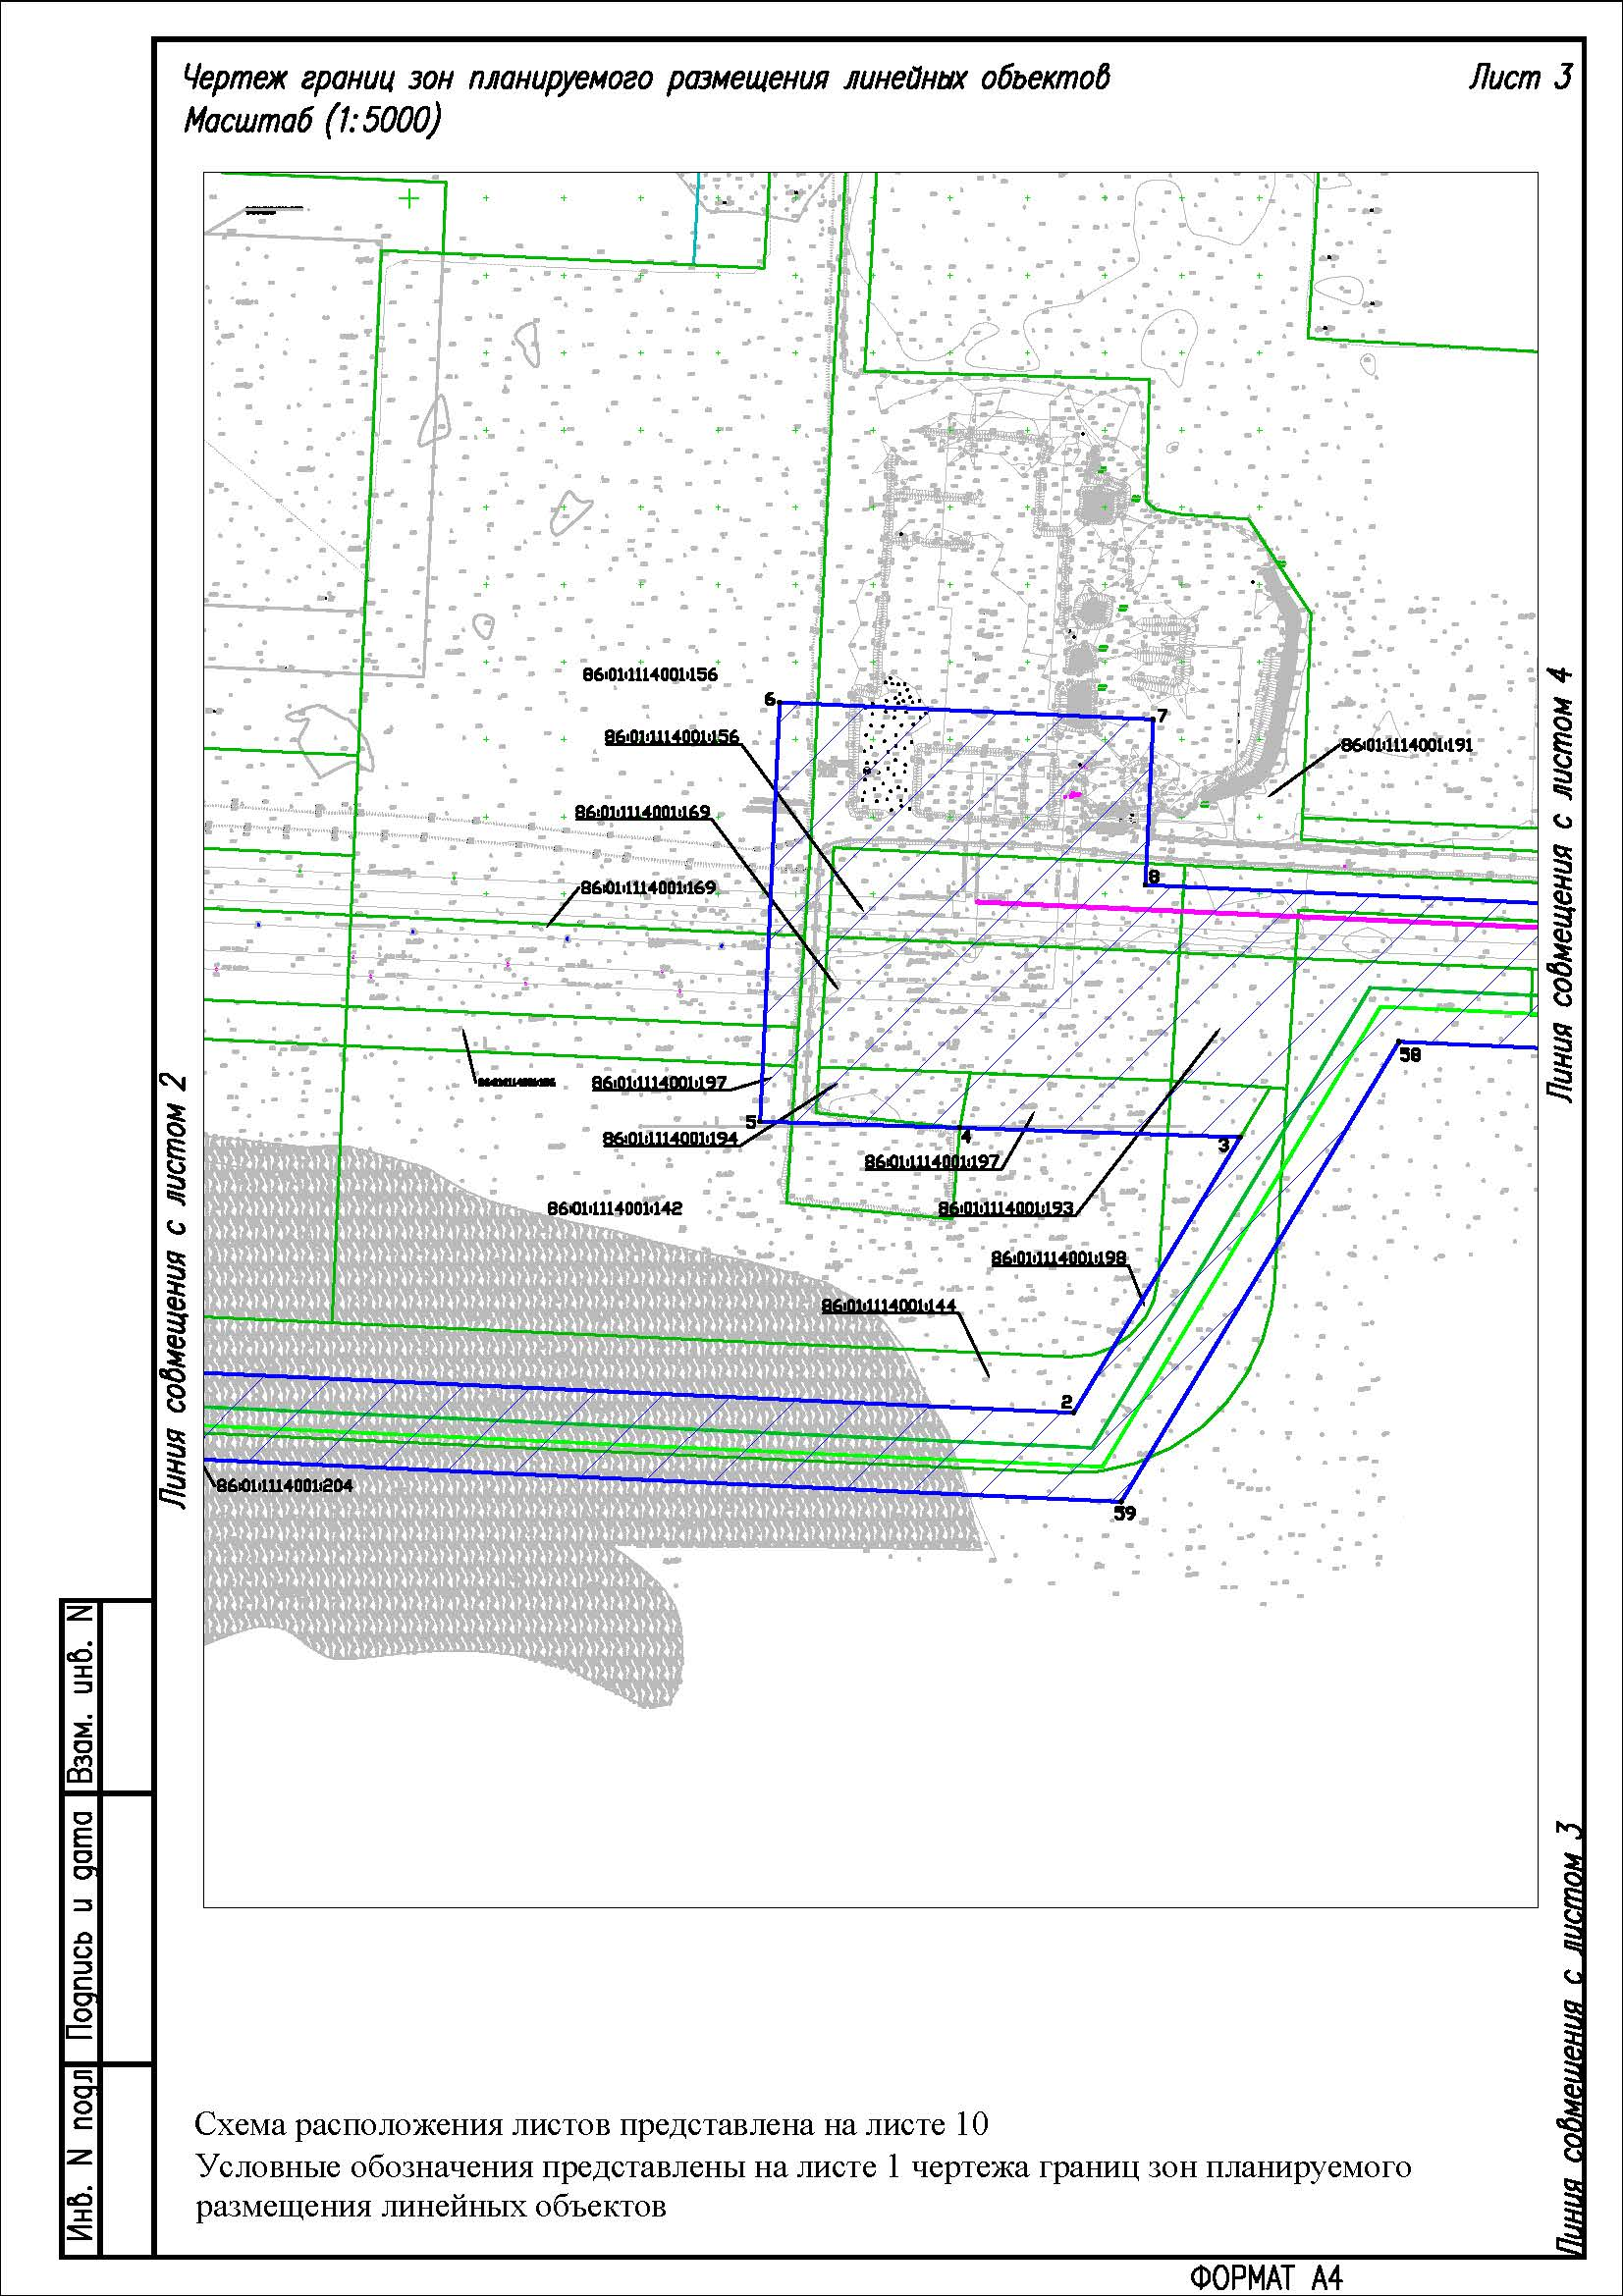 Чертеж границ зон планируемого размещения линейных объектов
Лист 3
Масштаб (1:5000)
86:01:1114001:156
6
7
86:01:1114001:156
86:01:1114001:191
86:01:1114001:169
86:01:1114001:169
8
58
86:01:1114001:197
5
86:01:1114001:194
4
3
86:01:1114001:197
86:01:1114001:142
86:01:1114001:193
86:01:1114001:198
86:01:1114001:144
2
86:01:1114001:204
59
Линия совмещения с листом 2
Линия совмещения с листом 4
Линия совмещения с листом 3
Взам. инв. N
Подпись и дата
Инв. N подл
Схема расположения листов представлена на листе 10
Условные обозначения представлены на листе 1 чертежа границ зон планируемого
размещения линейных объектов
ФОРМАТ А4